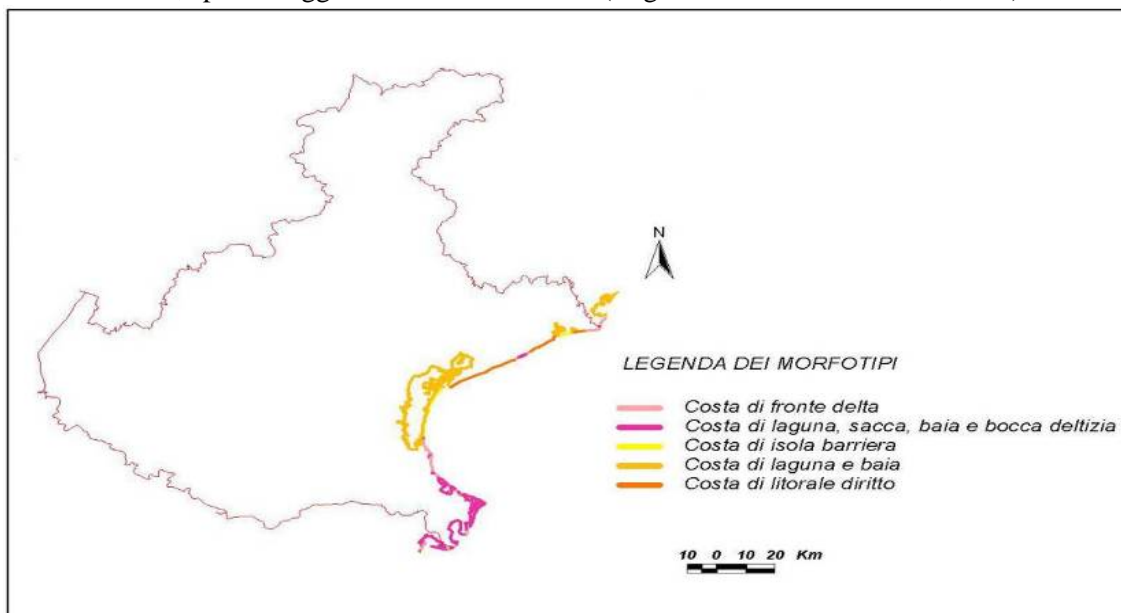 N
LEGENDA DEI MORFOTIPI
Costa di fronte delta
Costa di laguna, sacca, baia e bocca deltizia
Costa di isola barriera
Costa di laguna e baia
Costa di litorale diritto
10 0 10 20 Km